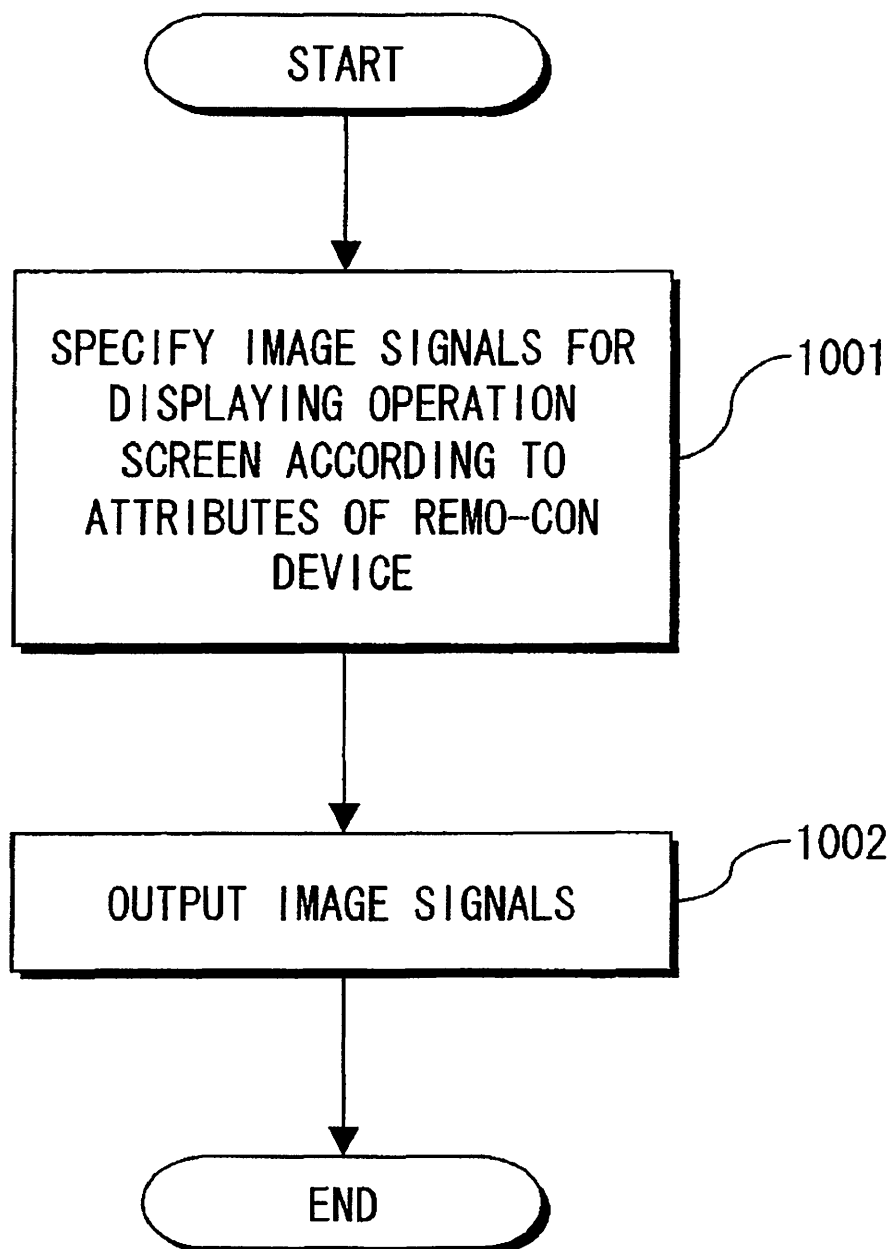 START
SPECIFY IMAGE SIGNALS FOR
DISPLAYING OPERATION
SCREEN ACCORDING TO
ATTRIBUTES OF REMO-CON
DEVICE
1001
OUTPUT IMAGE SIGNALS
1002
END